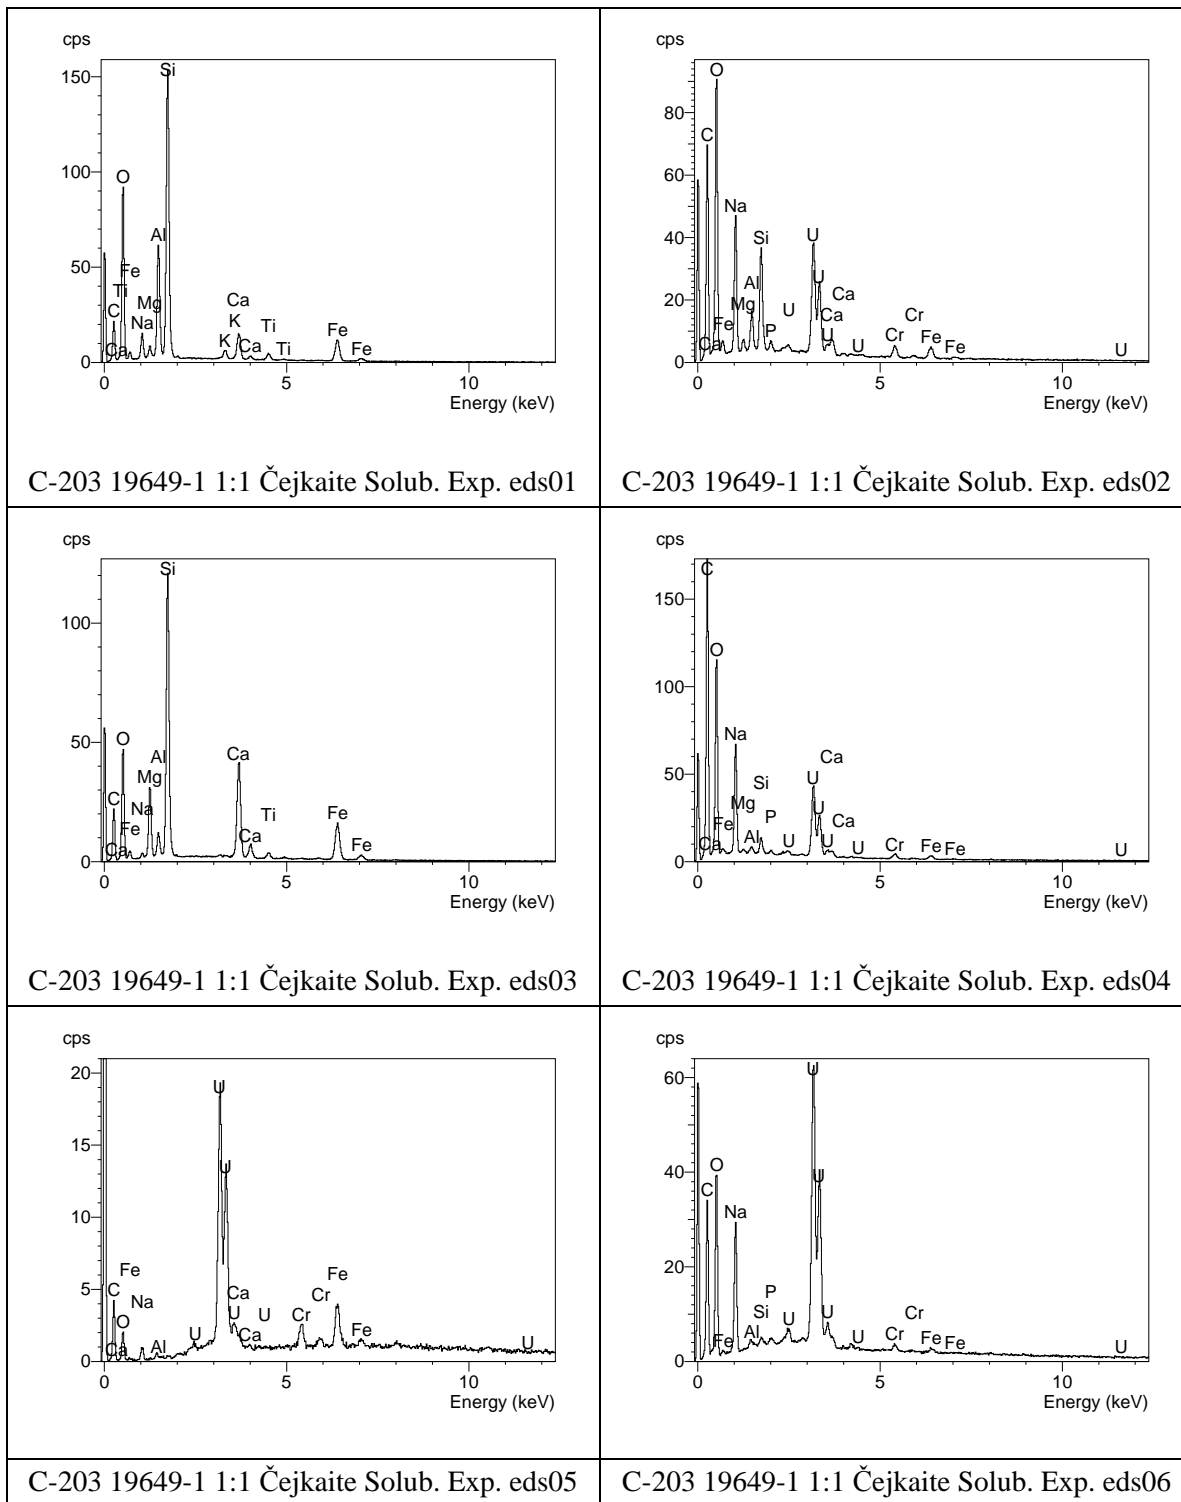 cps
Si
150
100
O
Al
50
Fe
Ti
Mg
Ca
C
Na
K
Ti
Fe
Ca
K
Ca
Ti
Fe
0
0
5
10
Energy (keV)
C-203 19649-1 1:1 Čejkaite Solub. Exp. eds01
cps
O
80
C
60
Na
40
Si
U
U
Al
Ca
20
Mg
U
Cr
Fe
P
Ca
U
Cr
Fe
Ca
U
Fe
U
0
0
5
10
Energy (keV)
C-203 19649-1 1:1 Čejkaite Solub. Exp. eds02
cps
Si
100
O
50
Al
Ca
Mg
C
Na
Ti
Fe
Fe
Ca
Ca
Fe
0
0
5
10
Energy (keV)
C-203 19649-1 1:1 Čejkaite Solub. Exp. eds03
cps
C
150
O
100
Na
Ca
U
50
Si
Mg
P
U
Ca
Fe
Al
U
U
Cr
Fe
Fe
Ca
U
U
0
0
5
10
Energy (keV)
C-203 19649-1 1:1 Čejkaite Solub. Exp. eds04
cps
20
U
15
U
10
Fe
Fe
5
C
Ca
Cr
Na
U
U
Cr
O
Ca
Fe
Ca
Al
U
U
0
0
5
10
Energy (keV)
C-203 19649-1 1:1 Čejkaite Solub. Exp. eds05
cps
U
60
O
40
U
C
Na
20
P
Si
U
U
Cr
Fe
Al
U
Cr
Fe
Fe
U
0
0
5
10
Energy (keV)
C-203 19649-1 1:1 Čejkaite Solub. Exp. eds06